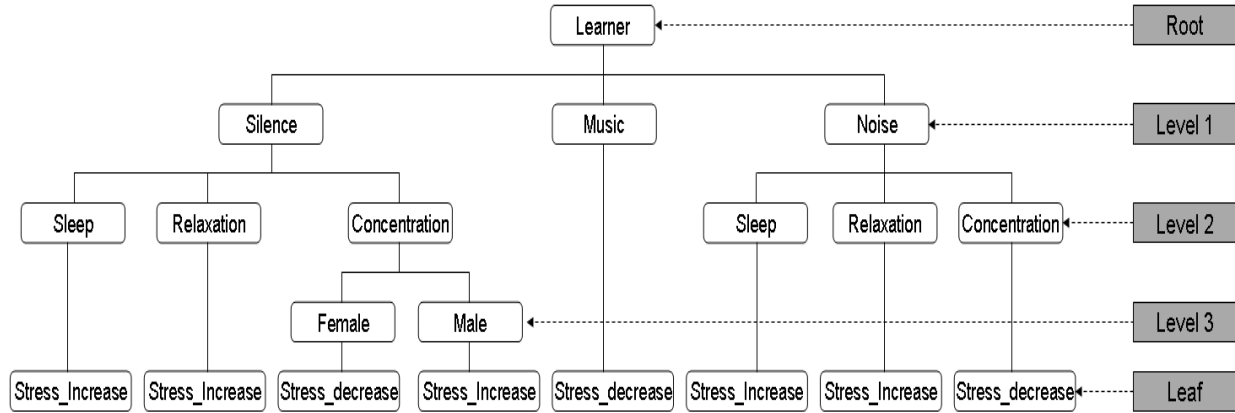 Learner
Root
Silence
Music
Noise
Level 1
Sleep
Relaxation
Concentration
Sleep
Relaxation
Concentration
Level 2
Female
Male
Level 3
Stress_Increase
Stress_Increase
Stress_decrease
Stress_Increase
Stress_decrease
Stress_Increase
Stress_Increase
Stress_decrease
Leaf